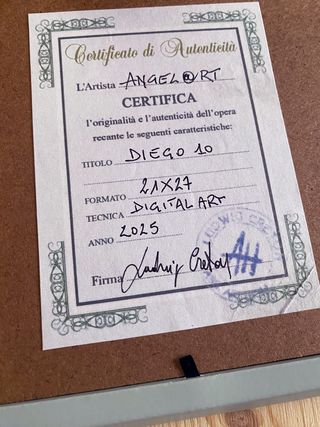 Certificato di Autenticità
L'Artista ANGEL@RT
CERTIFICA
l'originalità e l'autenticità dell'opera
recante le seguenti caratteristiche:
TITOLO DIEGO 10
FORMATO 21X27
TECNICA DIGITAL ART
ANNO 2025
Firma
AH